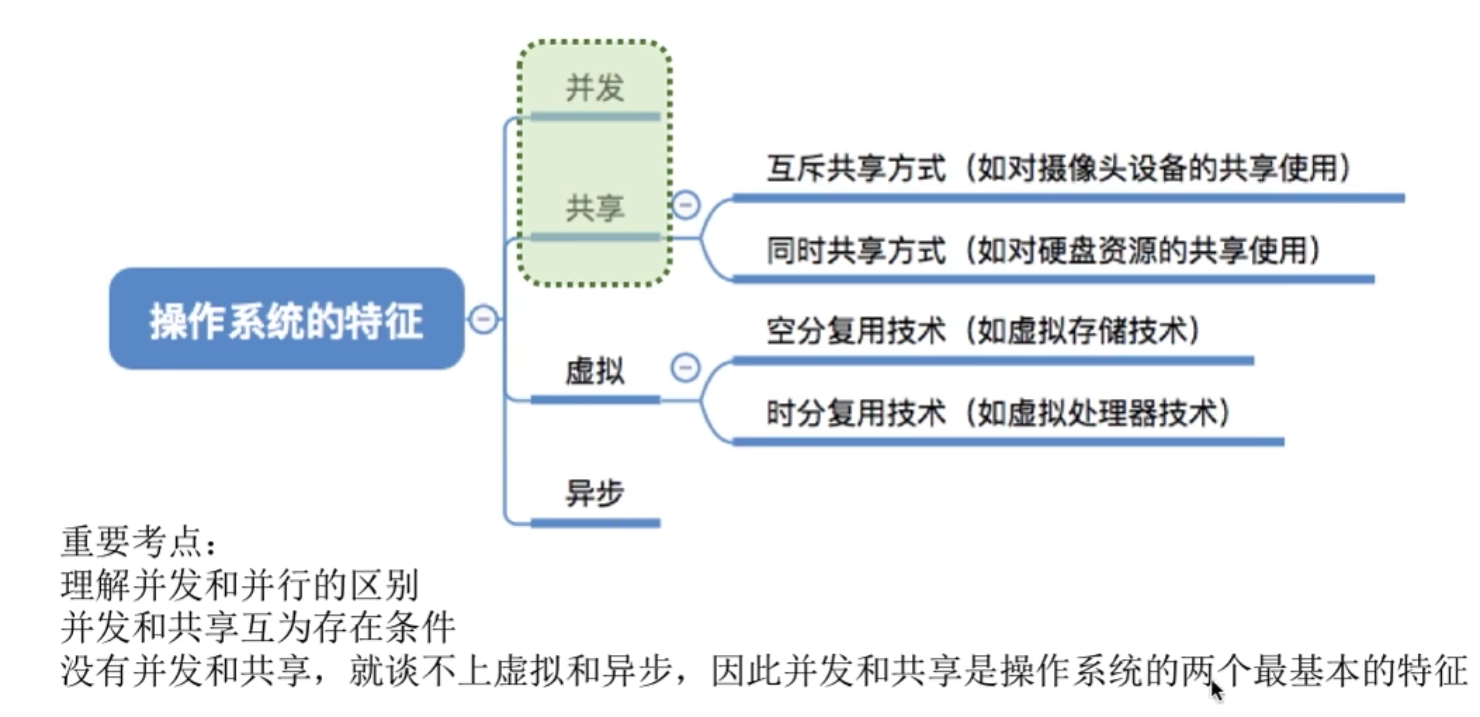 并发
共享
互斥共享方式（如对摄像头设备的共享使用）
同时共享方式（如对硬盘资源的共享使用）
操作系统的特征
虚拟
空分复用技术（如虚拟存储技术）
时分复用技术（如虚拟处理器技术）
异步
重要考点：
理解并发和并行的区别
并发和共享互为存在条件
没有并发和共享，就谈不上虚拟和异步，因此并发和共享是操作系统的两个最基本的特征